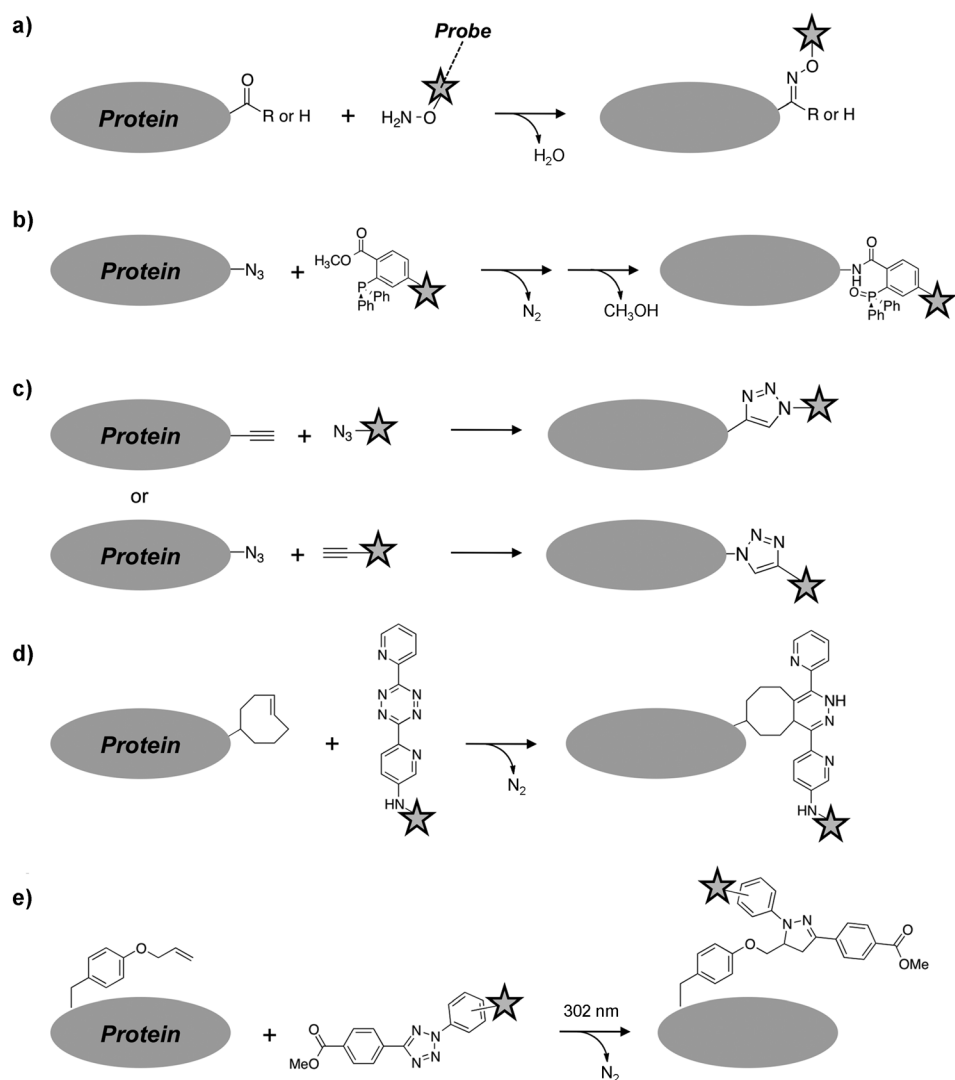 a)
Probe
Protein
O
R or H
+
H2N-O
H2O
N
O
R or H
b)
Protein
N3
+
O
H3CO
P
Ph
Ph
N2
CH3OH
O
N
H
O
P
Ph
Ph
c)
Protein
+
N3
N
N
N
or
Protein
N3
+
N
N
N
d)
Protein
+
N
N
N
N
N
N
HN
N2
N
NH
N
N
HN
e)
O
Protein
+
O
MeO
N
N
N
N
302 nm
N2
N
N
O
O
OMe